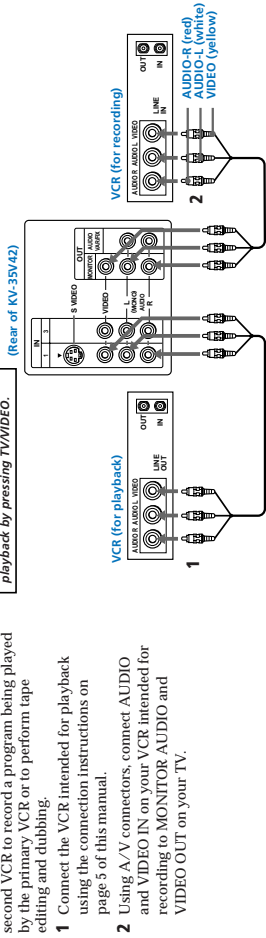 second VCR to record a program being played
by the primary VCR or to perform tape
editing and dubbing.
1 Connect the VCR intended for playback
using the connection instructions on
page 5 of this manual.
2 Using A/V connectors, connect AUDIO
and VIDEO IN on your VCR intended for
recording to MONITOR AUDIO and
VIDEO OUT on your TV.
playback by pressing TV/VIDEO.
(Rear of KV-35V42)
IN
1 3
S VIDEO
VIDEO
L
(MONO)
AUDIO
R
OUT
MONITOR
AUDIO
VAR/FIX
VCR (for playback)
AUDIO R AUDIO L VIDEO
LINE
OUT
OUT
IN
1
VCR (for recording)
AUDIO R AUDIO L VIDEO
LINE
IN
OUT
IN
2
AUDIO-R (red)
AUDIO-L (white)
VIDEO (yellow)